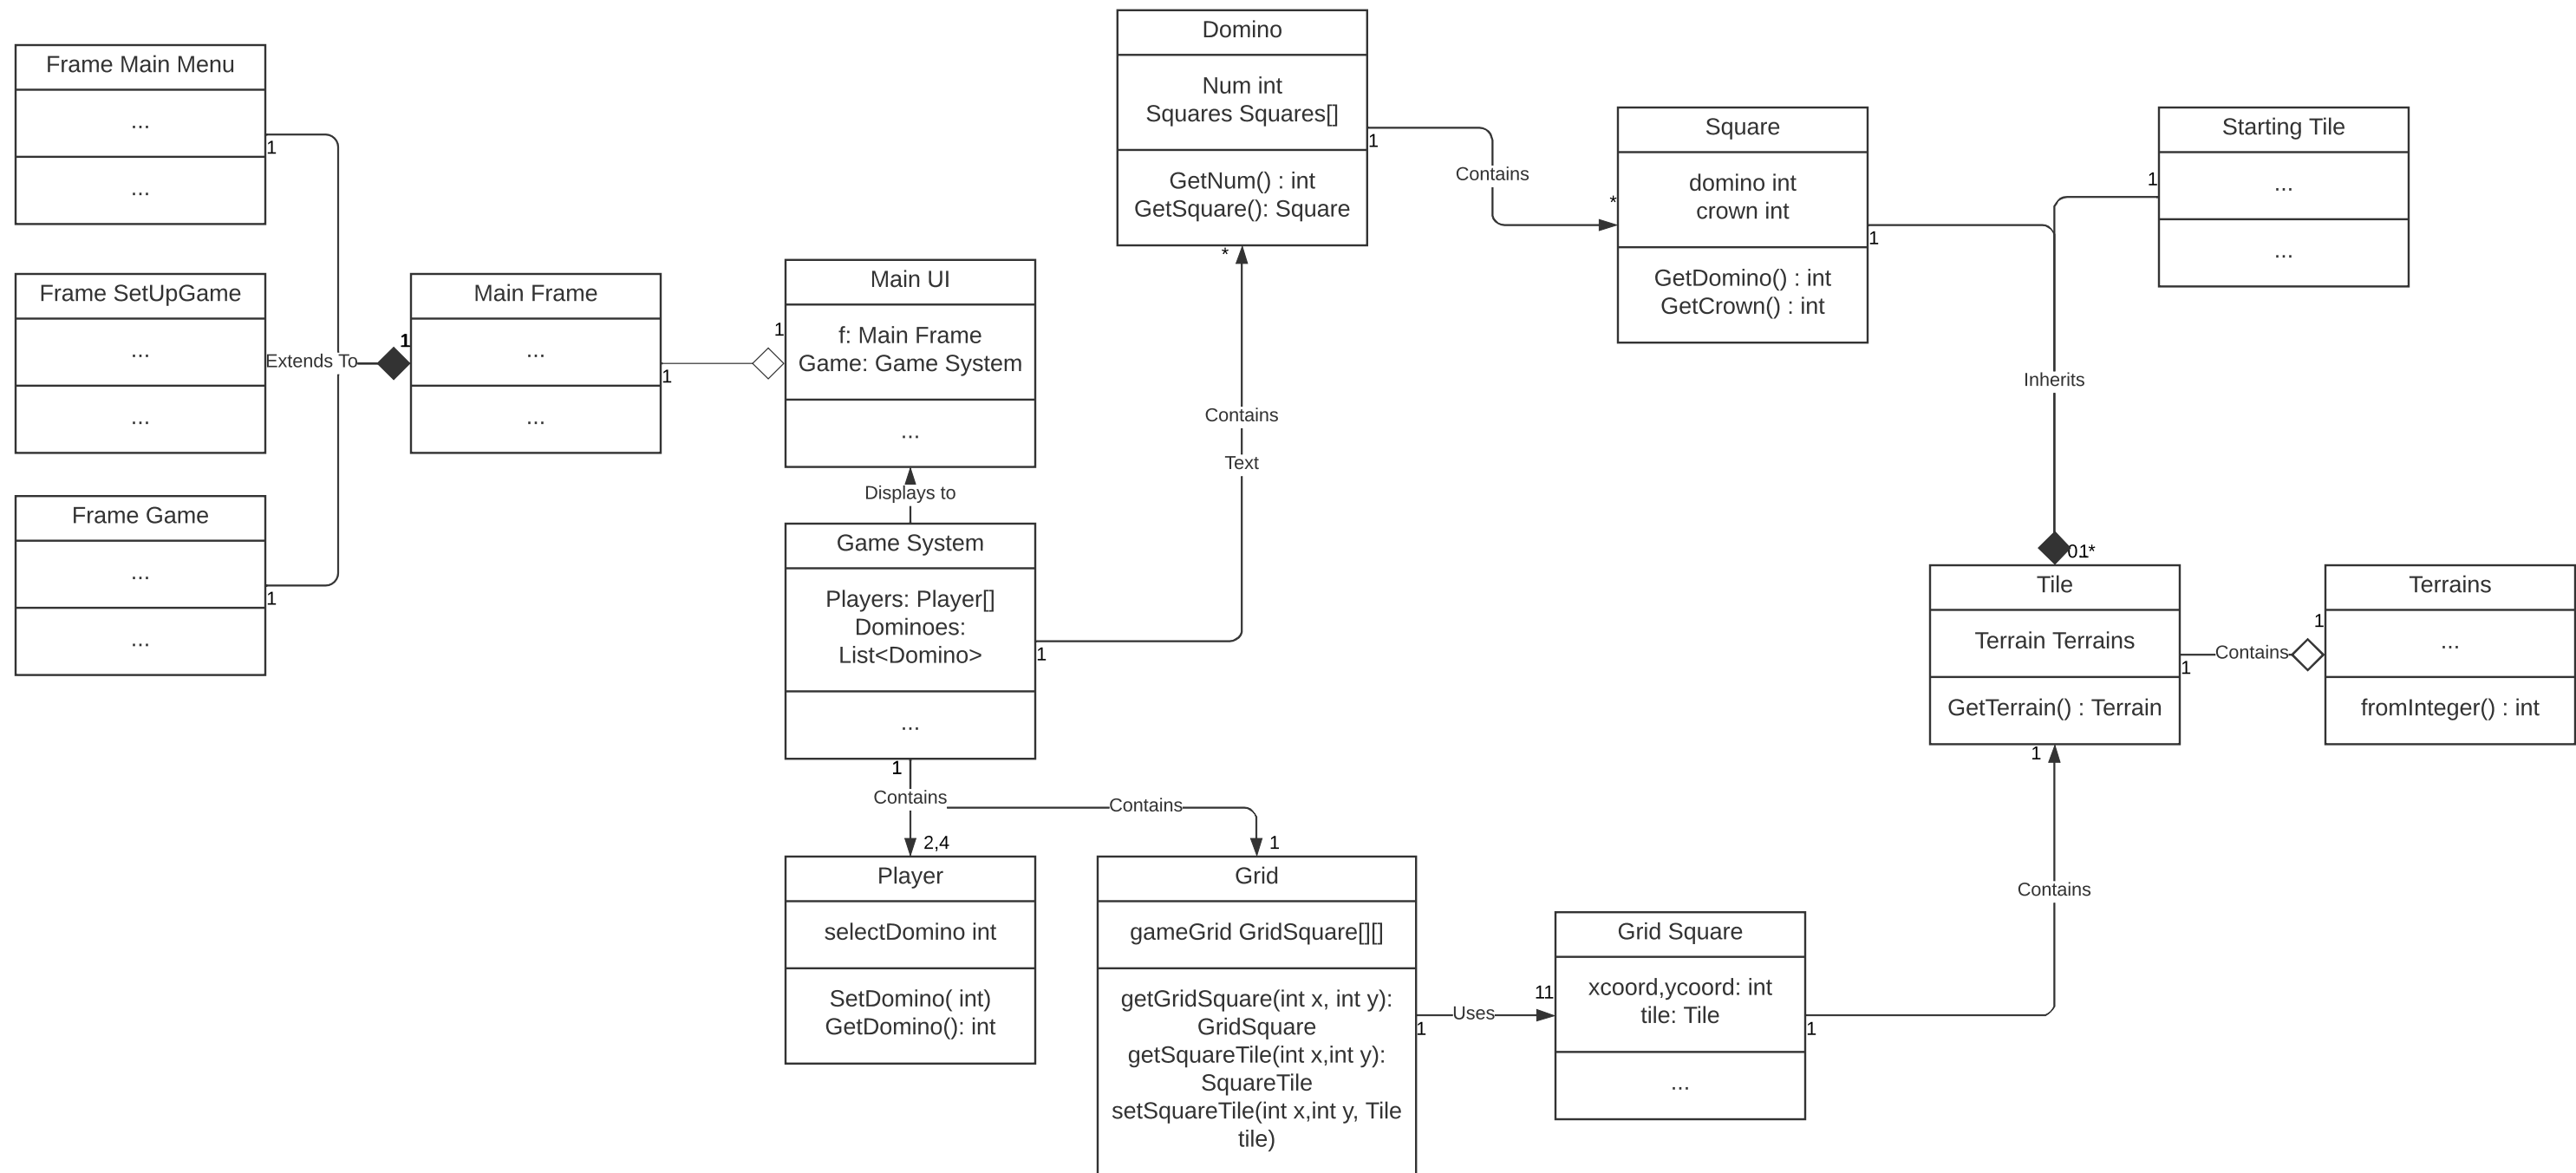 Frame Main Menu
...
...
1
Frame SetUpGame
...
...
Extends To
Frame Game
...
...
1
1
Main Frame
...
...
1
1
Main UI
f: Main Frame
Game: Game System
...
Displays to
Game System
Players: Player[]
Dominoes:
List<Domino>
...
1
Contains
Text
*
Domino
Num int
Squares Squares[]
GetNum() : int
GetSquare(): Square
1
Contains
*
Square
domino int
crown int
GetDomino() : int
GetCrown() : int
1
Starting Tile
...
...
1
Inherits
01*
Tile
Terrain Terrains
GetTerrain() : Terrain
1
Contains
1
Terrains
...
fromInteger() : int
1
Contains
2,4
Player
selectDomino int
SetDomino( int)
GetDomino(): int
Contains
1
Grid
gameGrid GridSquare[][]
getGridSquare(int x, int y):
GridSquare
getSquareTile(int x,int y):
SquareTile
setSquareTile(int x,int y, Tile
tile)
1
Uses
11
Grid Square
xcoord,ycoord: int
tile: Tile
...
1
Contains
1